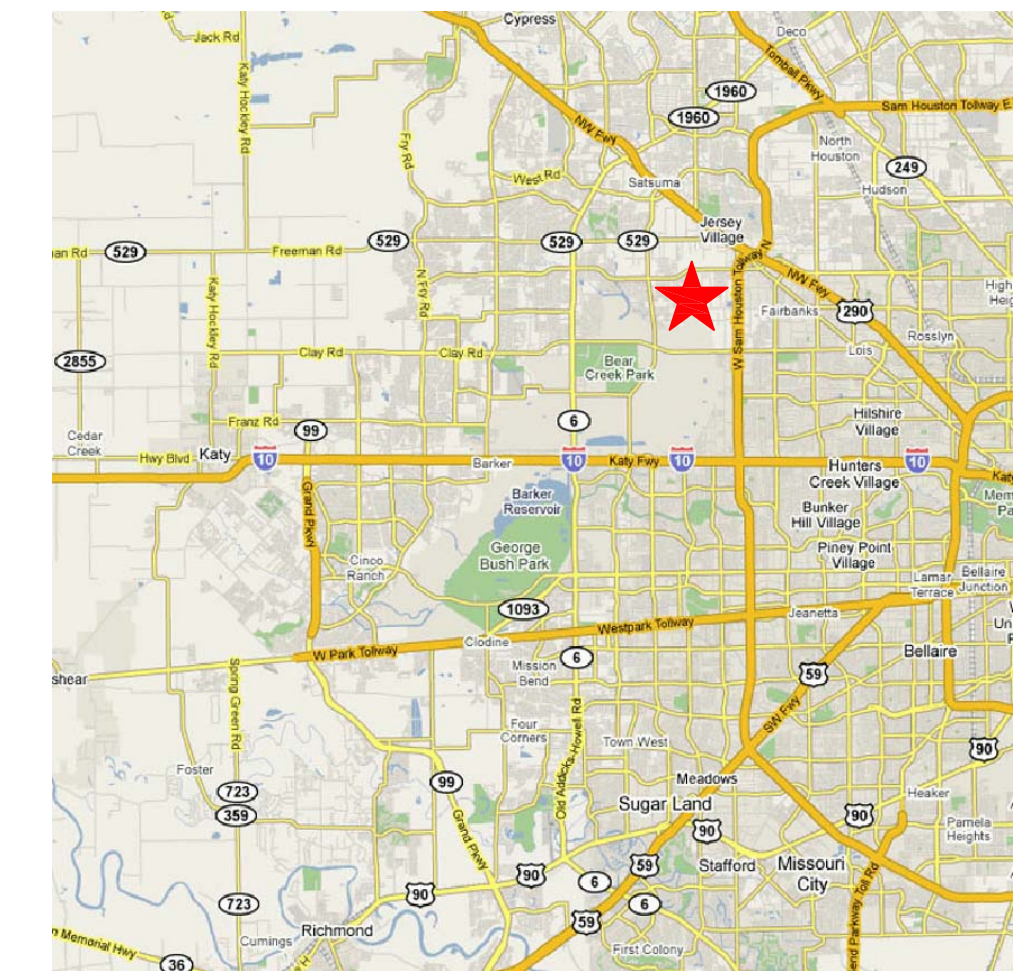 Cypress
Deco
Jack Rd
Tomball Pkwy
Katy Hockley Rd
1960
Sam Houston Tollway E
1960
NW Fwy
Fry Rd
North
Houston
249
West Rd
Satsuma
Hudson
Jersey
Village
529
Freeman Rd
529
529
529
N Fry Rd
Katy Hockley Rd
W Sam Houston Tollway N
NW Fwy
290
Fairbanks
Rosslyn
Lois
2855
Clay Rd
Clay Rd
Bear
Creek Park
Franz Rd
99
6
Hilshire
Village
Cedar
Creek
Hwy Blvd
Katy
10
Barker
10
Katy Fwy
10
Hunters
Creek Village
10
Grand Pkwy
Barker
Reservoir
Bunker
Hill Village
George
Bush Park
Piney Point
Village
Cinco
Ranch
Lamar
Terrace
Bellaire
Junction
1093
Jeanetta
Westpark Tollway
Clodine
W Park Tollway
6
Bellaire
Mission
Bend
59
Spring Green Rd
SW Fwy
Four
Corners
Old Addicks-Howell Rd
Town West
90
Foster
99
Meadows
723
359
Sugar Land
Heaker
90
90
Pamela
Heights
Grand Pkwy
59
Stafford
Missouri
City
90
90
6
723
6
59
Richmond
Cumings
First Colony
36